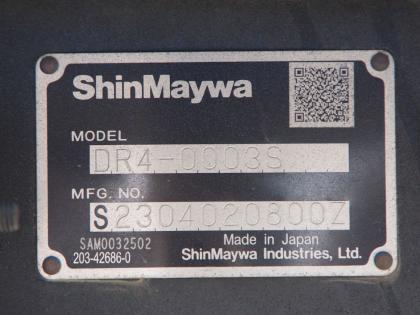 ShinMaywa
MODEL
DR4-0003S
MFG. NO.
S2304020800Z
SAM0032502
Made in Japan
203-42686-0
ShinMaywa Industries, Ltd.